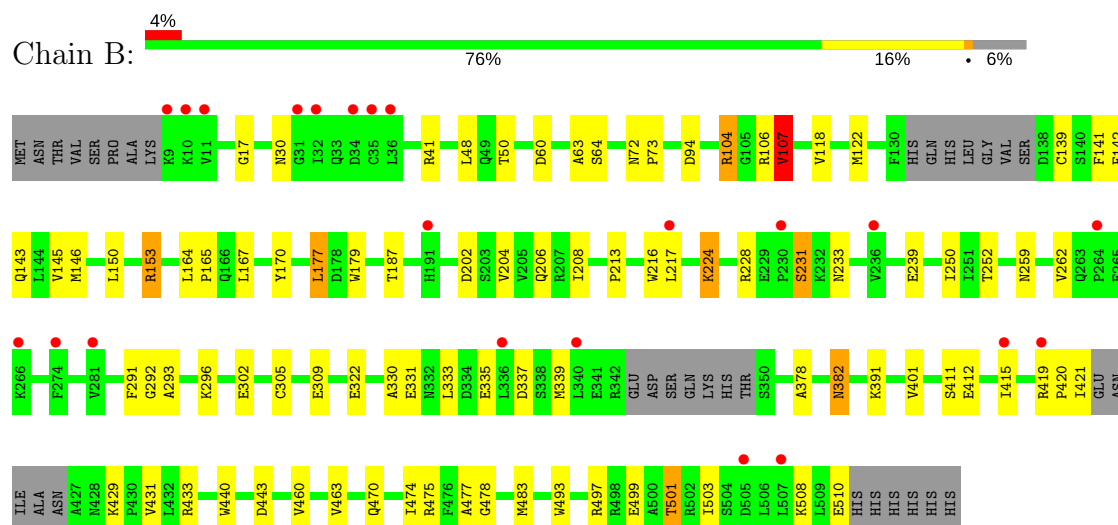 4%
Chain B:
76% 16% • 6%
MET ASN THR VAL SER PRO ALA LYS K9 K10 V11 G17 N30 G31 I32 Q33 D34 C35 L36 R41 L48 Q49 T50 D60 A63 S64 N72 P73 D94 R104 G105 R106 V107 V118 M122 F130 HIS GLN HIS LEU GLY VAL SER D138 C139 S140 F141
Q143 L144 V145 M146 L150 R153 L164 P165 Q166 L167 Y170 L177 D178 W179 T187 H191 D202 S203 V204 V205 Q206 R207 I208 P213 W216 L217 K224 R228 E229 P230 S231 K232 N233 V236 E239 I250 I251 T252 N259 V262 Q263 P264
K266 F274 V281 F291 G292 A293 K296 E302 C305 E309 E322 A330 E331 N332 L333 D334 E335 L336 D337 S338 M339 L340 E341 R342 GLU ASP SER GLN LYS HIS THR S350 A378 N382 K391 V401 S411 E412 I415 R419 P420 I421 GLU ASN
ILE ALA ASN A427 N428 K429 P430 V431 L432 R433 W440 D443 V460 V463 Q470 I474 R475 F476 A477 G478 M483 W493 R497 R498 E499 A500 T501 R502 I503 S504 D505 L506 L507 K508 L509 E510 HIS HIS HIS HIS HIS HIS